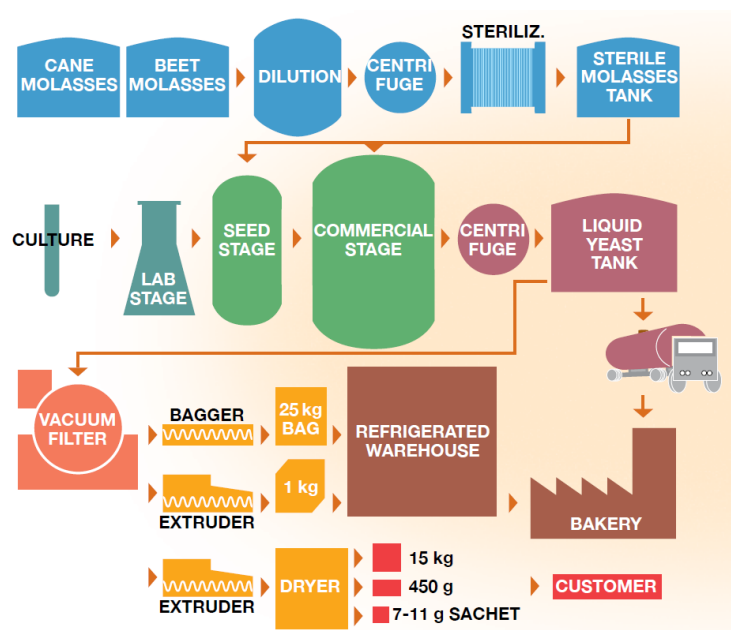 STERILIZ.
CANE
MOLASSES
BEET
MOLASSES
DILUTION
CENTRI
FUGE
STERILE
MOLASSES
TANK
CULTURE
LAB
STAGE
SEED
STAGE
COMMERCIAL
STAGE
CENTRI
FUGE
LIQUID
YEAST
TANK
VACUUM
FILTER
BAGGER
25 kg
BAG
EXTRUDER
1 kg
REFRIGERATED
WAREHOUSE
BAKERY
EXTRUDER
DRYER
15 kg
450 g
7-11 g SACHET
CUSTOMER